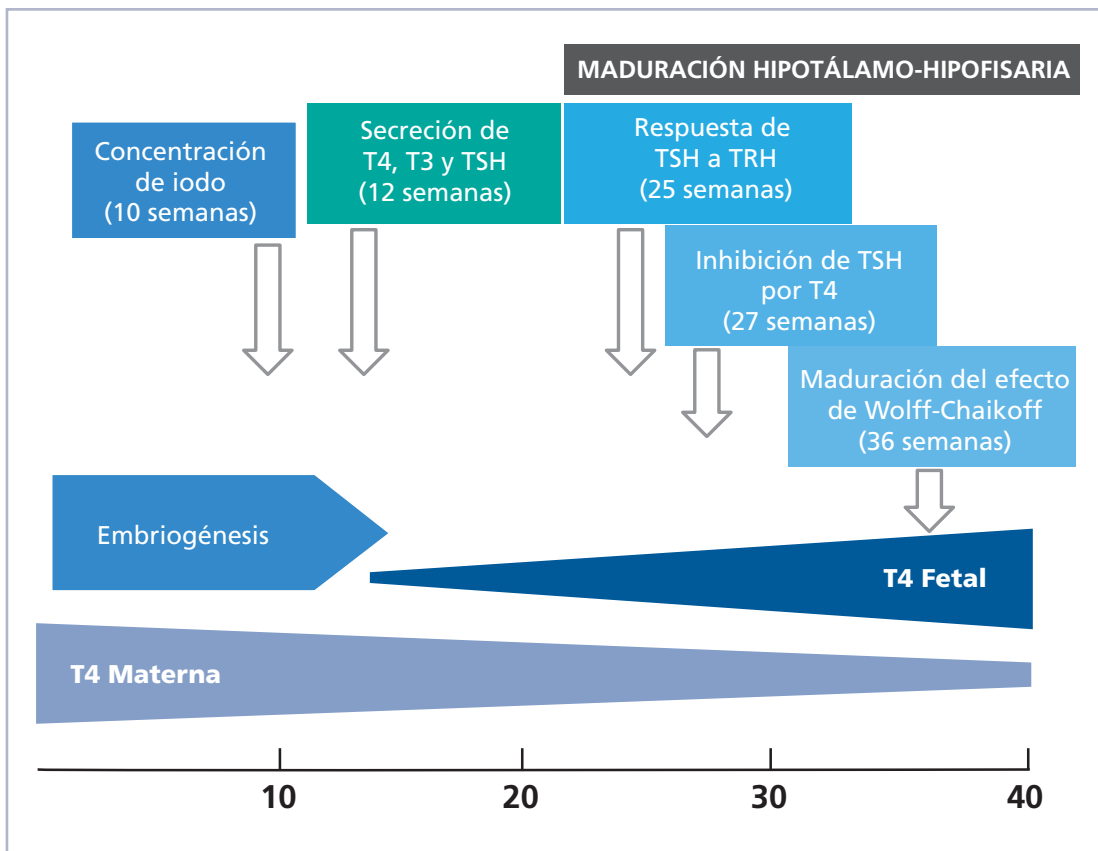 MADURACIÓN HIPOTÁLAMO-HIPOFISARIA
Concentración
de iodo
(10 semanas)
Secreción de
T4, T3 y TSH
(12 semanas)
Respuesta de
TSH a TRH
(25 semanas)
Inhibición de TSH
por T4
(27 semanas)
Maduración del efecto
de Wolff-Chaikoff
(36 semanas)
Embriogénesis
T4 Fetal
T4 Materna
10
20
30
40